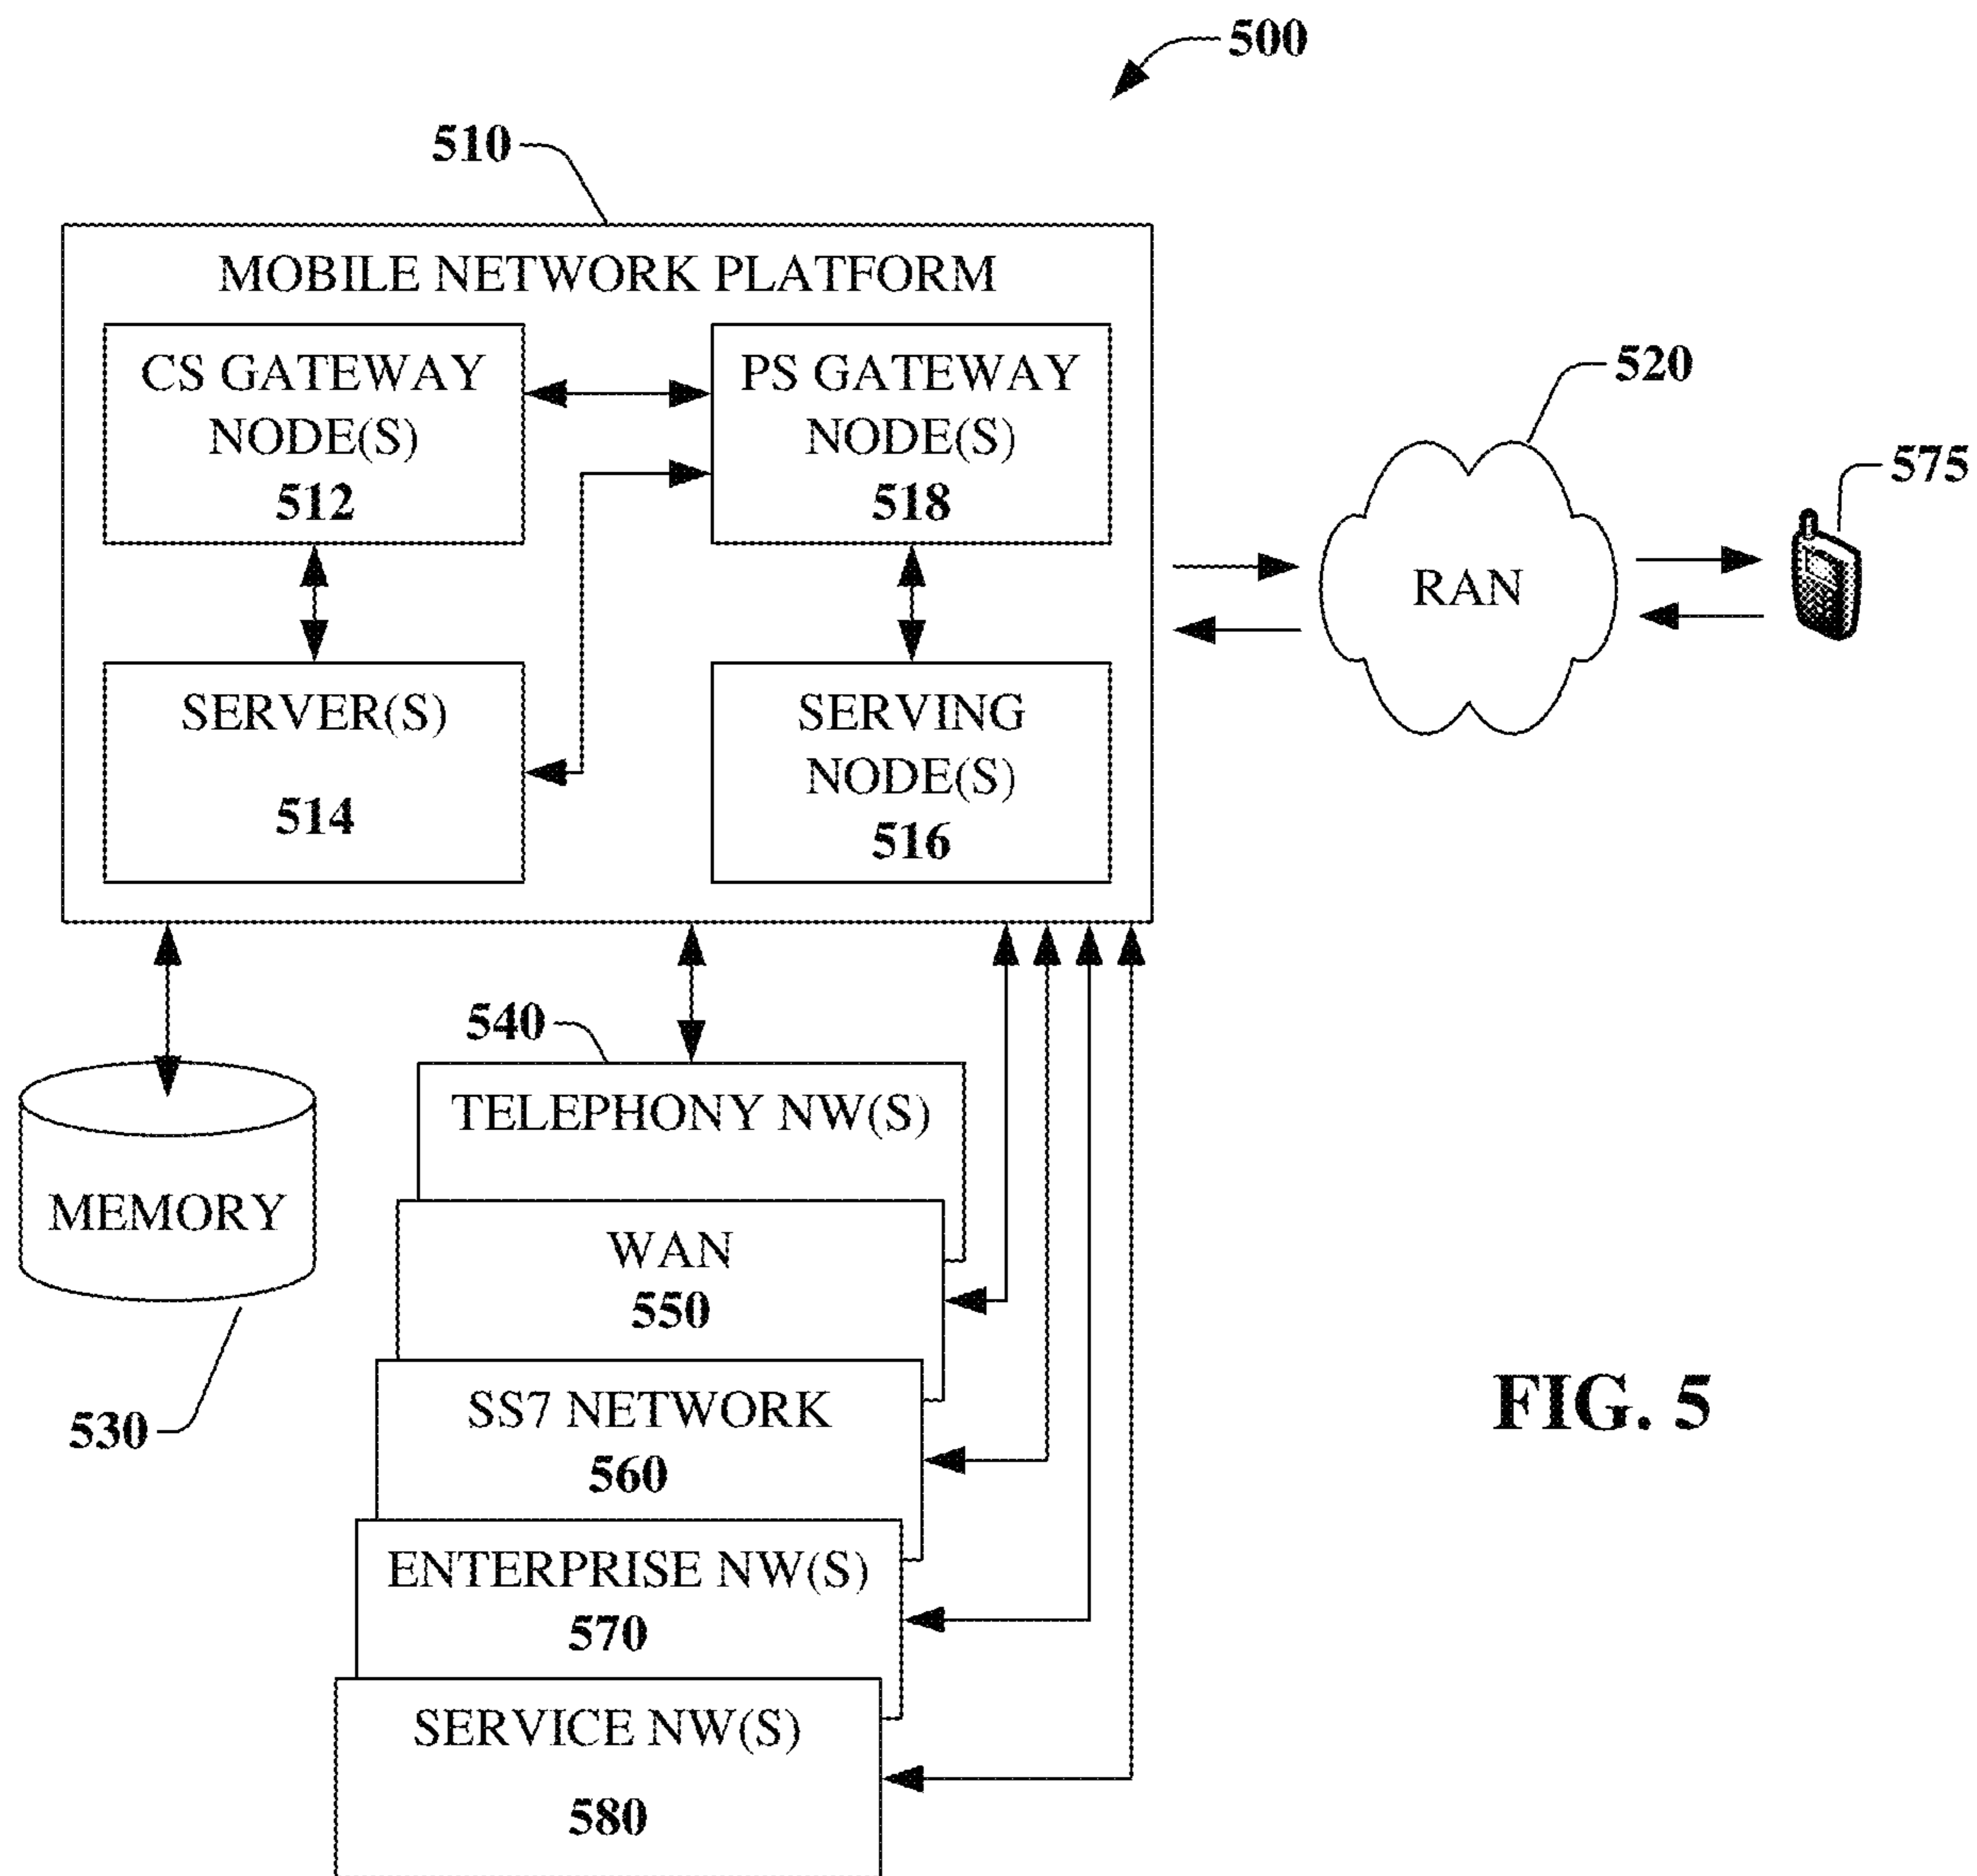 500
510
MOBILE NETWORK PLATFORM
CS GATEWAY
NODE(S)
512
PS GATEWAY
NODE(S)
518
SERVER(S)
514
SERVING
NODE(S)
516
520
RAN
575
540
TELEPHONY NW(S)
MEMORY
530
WAN
550
SS7 NETWORK
560
ENTERPRISE NW(S)
570
SERVICE NW(S)
580
FIG. 5